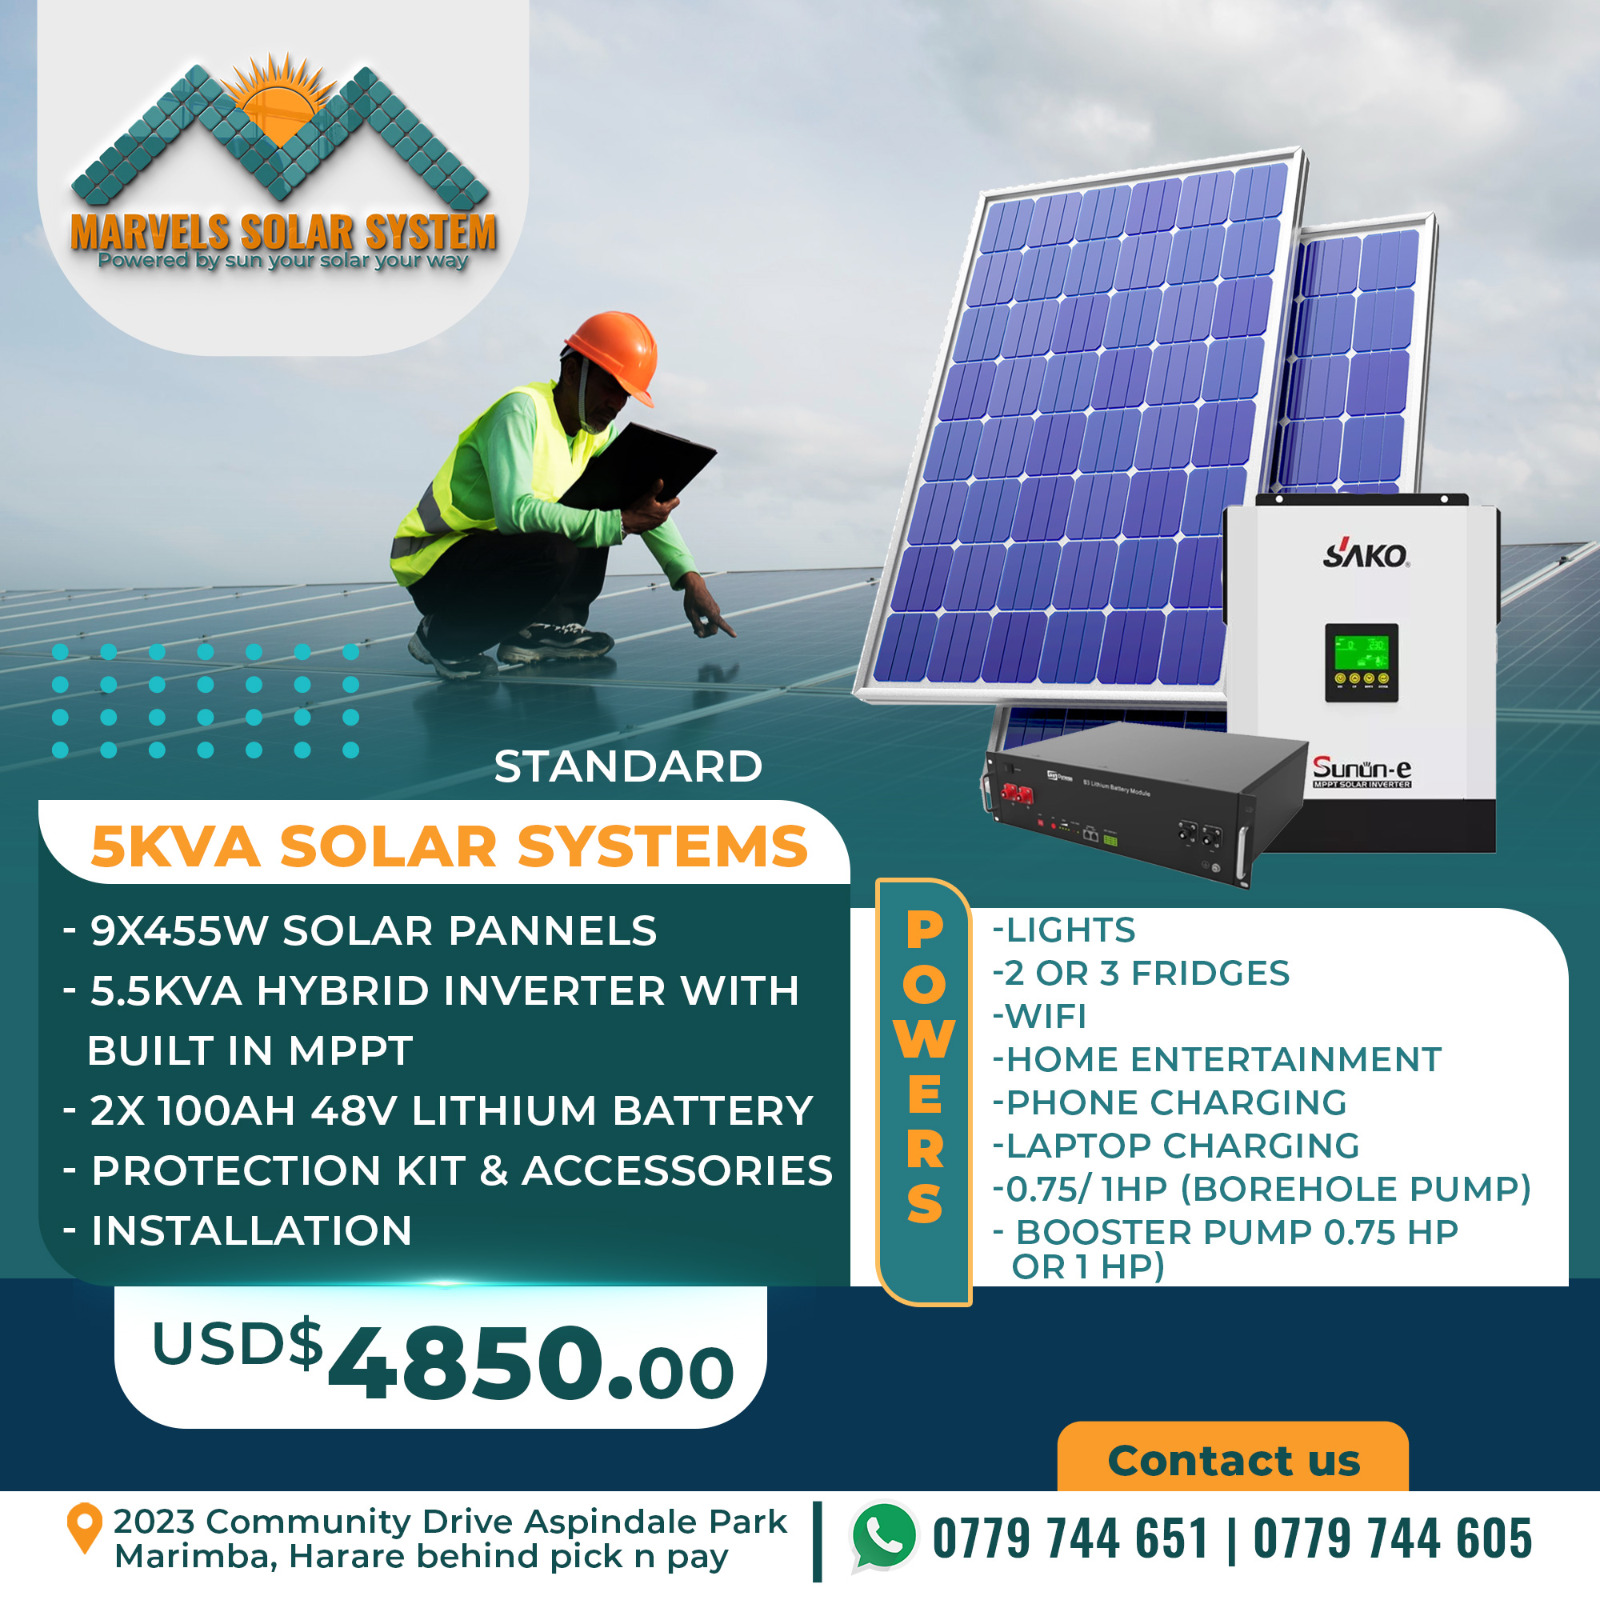 MARVELS SOLAR SYSTEM
Powered by sun your solar your way
SAKO
Sunun-e
MPPT SOLAR INVERTER
Lithium Battery Module
STANDARD
5KVA SOLAR SYSTEMS
- 9X455W SOLAR PANNELS
- 5.5KVA HYBRID INVERTER WITH
BUILT IN MPPT
- 2X 100AH 48V LITHIUM BATTERY
- PROTECTION KIT & ACCESSORIES
- INSTALLATION
USD$4850.00
POWERS
-LIGHTS
-2 OR 3 FRIDGES
-WIFI
-HOME ENTERTAINMENT
-PHONE CHARGING
-LAPTOP CHARGING
-0.75/ 1HP (BOREHOLE PUMP)
- BOOSTER PUMP 0.75 HP
OR 1 HP)
Contact us
2023 Community Drive Aspindale Park
Marimba, Harare behind pick n pay
0779 744 651 | 0779 744 605